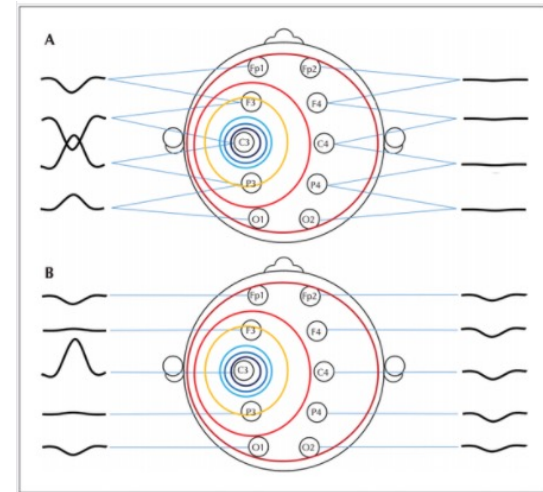 A
Fp1 Fp2
F3 F4
C3 C4
P3 P4
O1 O2
B
Fp1 Fp2
F3 F4
C3 C4
P3 P4
O1 O2